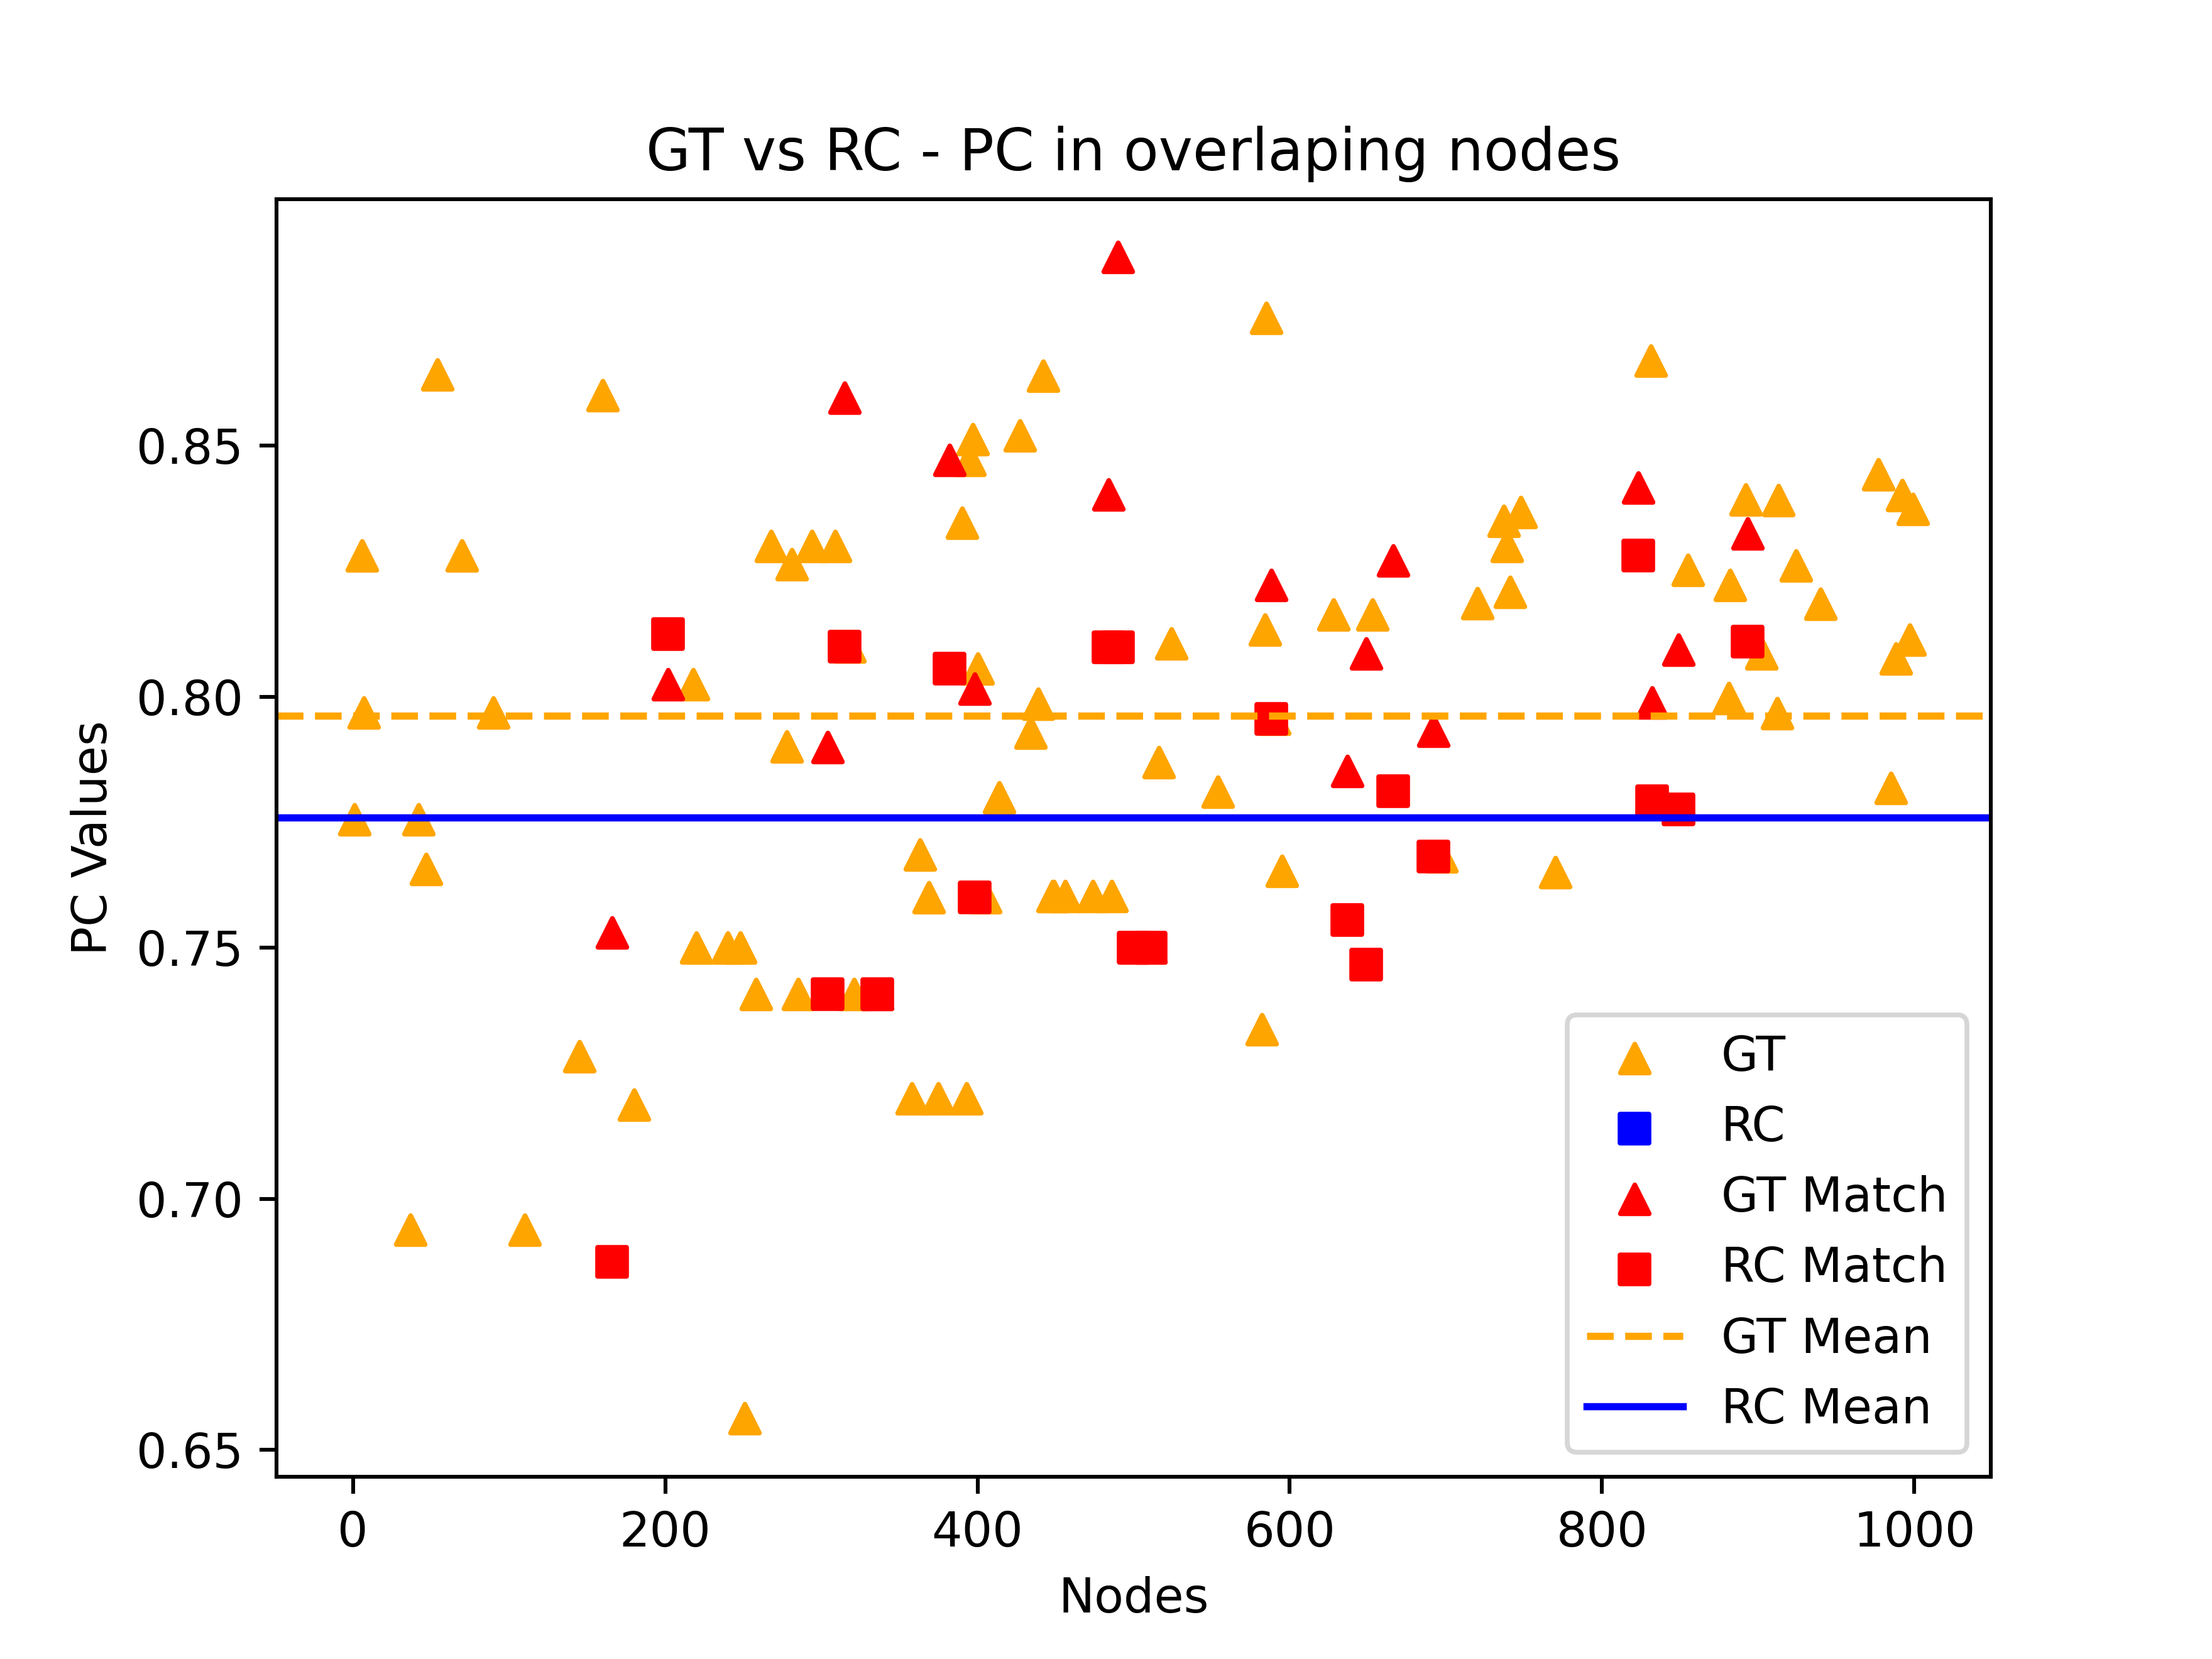 GT vs RC - PC in overlaping nodes
PC Values
0.85
0.80
0.75
0.70
0.65
GT
RC
GT Match
RC Match
GT Mean
RC Mean
0 200 400 600 800 1000
Nodes